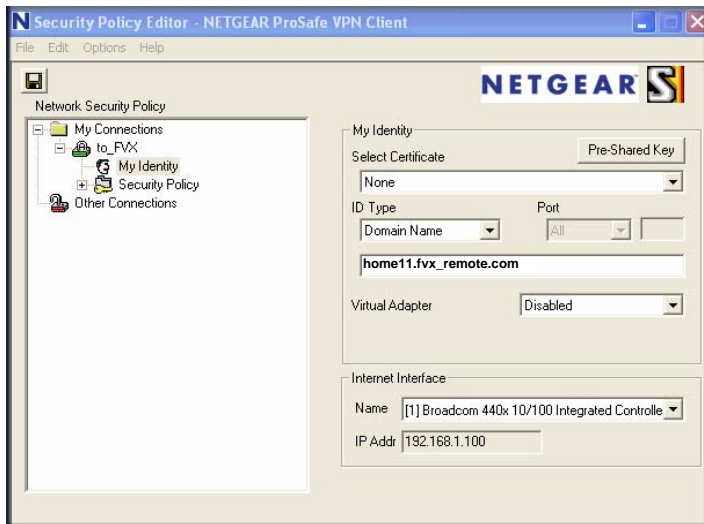 N Security Policy Editor - NETGEAR ProSafe VPN Client
File Edit Options Help
NETGEAR
Network Security Policy
My Connections
to_FVX
My Identity
Security Policy
Other Connections
My Identity
Select Certificate
Pre-Shared Key
None
ID Type
Port
Domain Name
All
home11.fvx_remote.com
Virtual Adapter
Disabled
Internet Interface
Name
[1] Broadcom 440x 10/100 Integrated Controlle
IP Addr
192.168.1.100